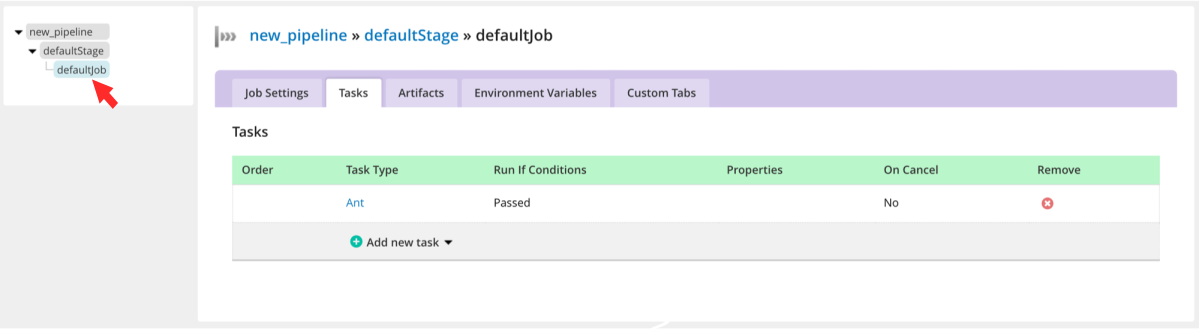 new_pipeline
defaultStage
defaultJob
new_pipeline » defaultStage » defaultJob
Job Settings Tasks Artifacts Environment Variables Custom Tabs
Tasks
Order Task Type Run If Conditions Properties On Cancel Remove
Ant Passed No
Add new task